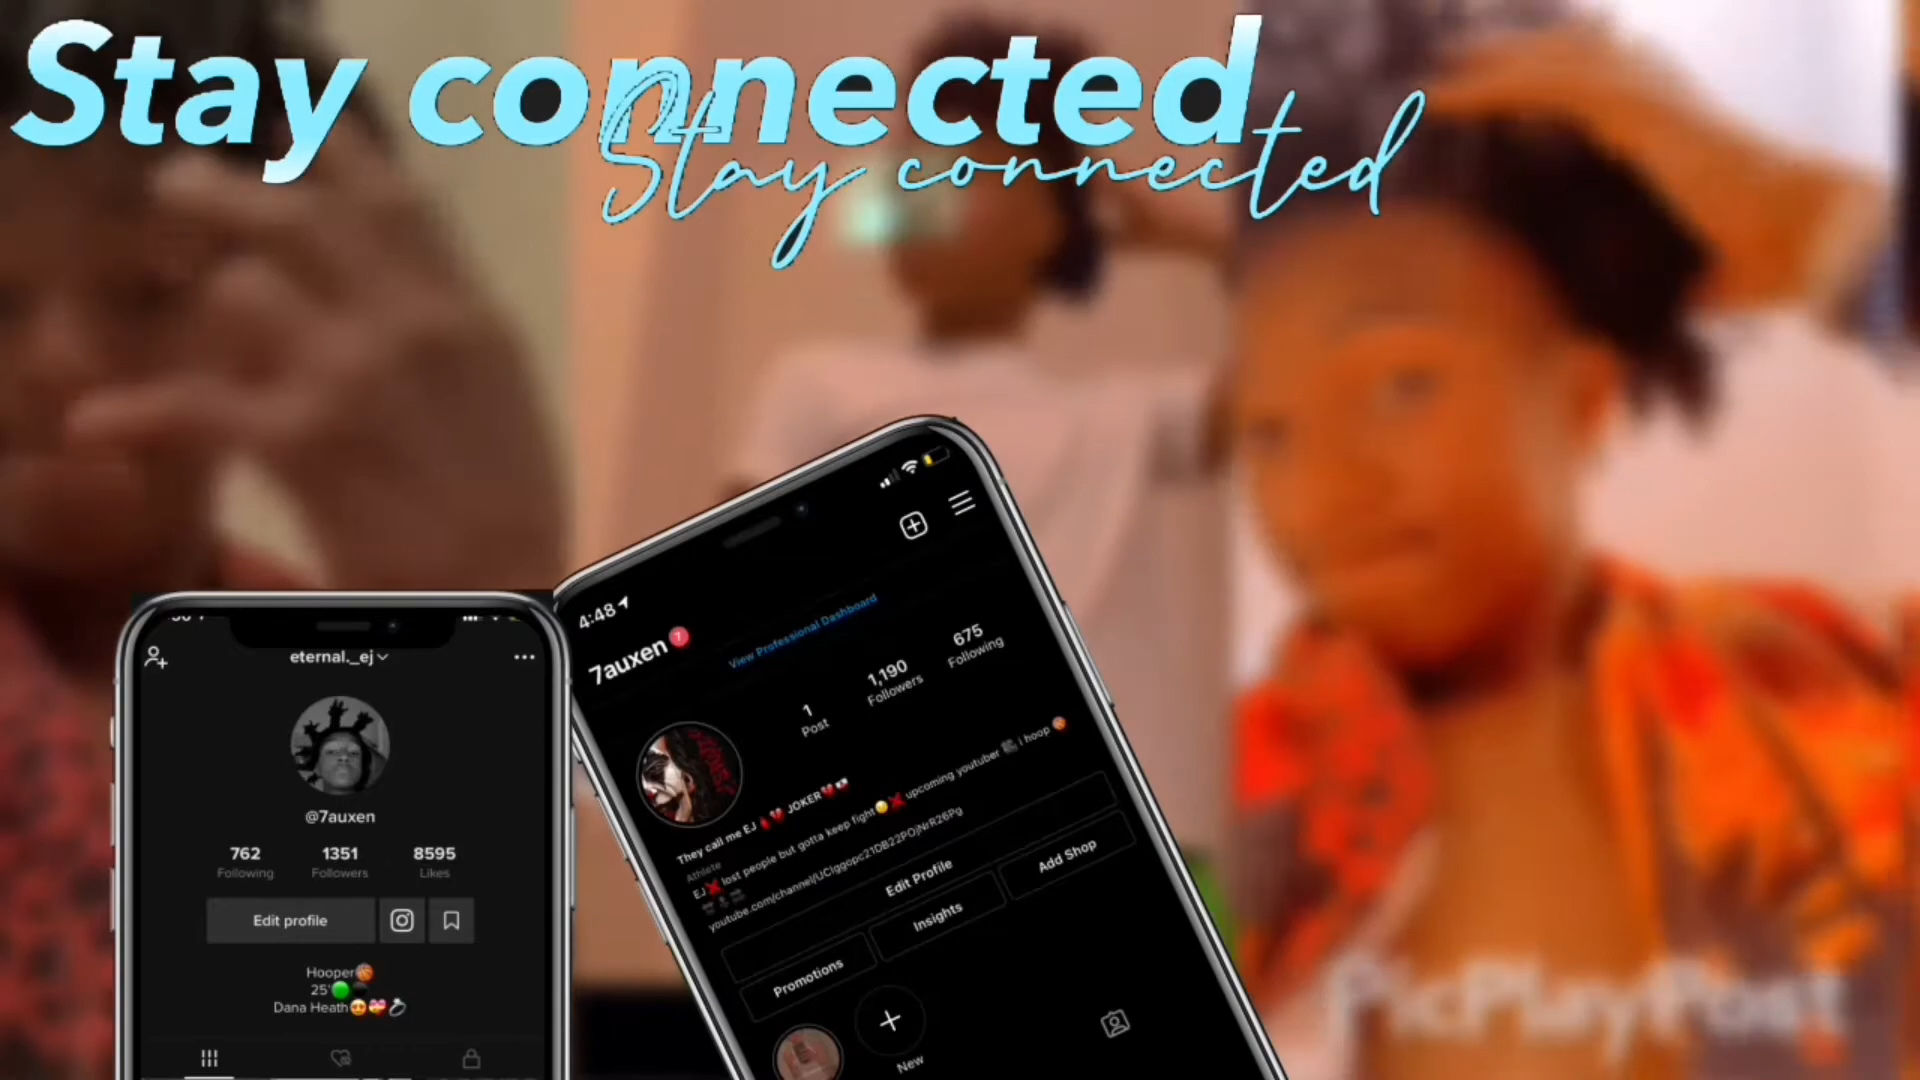 Stay connected
Stay connected
eternal._ej
@7auxen
762
1351
8595
Following
Followers
Likes
Edit profile
Hooper🏀
25'🟢⚫
Dana Heath😍💝💍
4:48
7auxen 7
View Professional Dashboard
1
Post
1,190
Followers
675
Following
They call me EJ JOKER
Athlete
EJ❌lost people but gotta keep fight upcoming youtuber i hoop 🏀
Edit Profile
Promotions
Insights
Add Shop
New
PicPlayPost